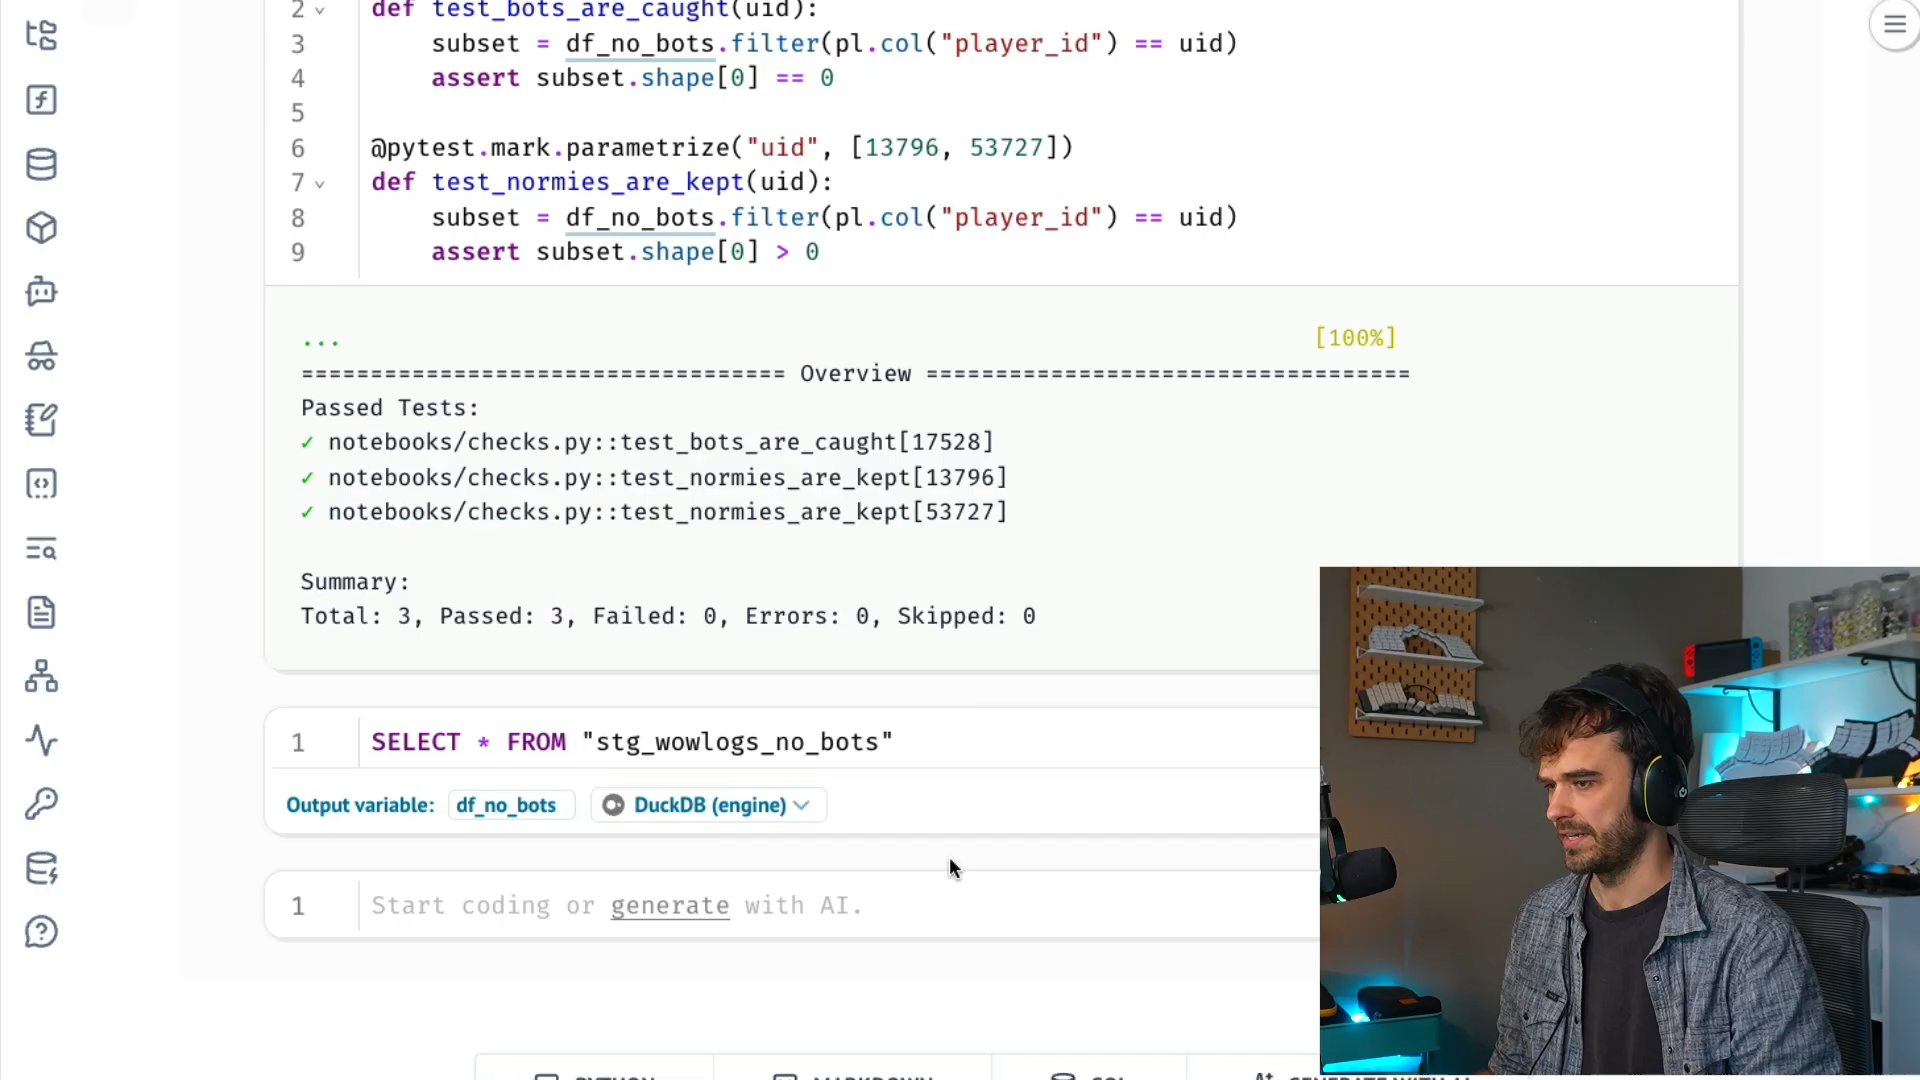 2 def test_bots_are_caught(uid):
3 subset = df_no_bots.filter(pl.col("player_id") == uid)
4 assert subset.shape[0] == 0
5
6 @pytest.mark.parametrize("uid", [13796, 53727])
7 def test_normies_are_kept(uid):
8 subset = df_no_bots.filter(pl.col("player_id") == uid)
9 assert subset.shape[0] > 0
... [100%]
=================================== Overview ===================================
Passed Tests:
✓ notebooks/checks.py::test_bots_are_caught[17528]
✓ notebooks/checks.py::test_normies_are_kept[13796]
✓ notebooks/checks.py::test_normies_are_kept[53727]
Summary:
Total: 3, Passed: 3, Failed: 0, Errors: 0, Skipped: 0
1 SELECT * FROM "stg_wowlogs_no_bots"
Output variable: df_no_bots DuckDB (engine)
1 Start coding or generate with AI.
PYTHON MARKDOWN SQL GENERATE WITH AI